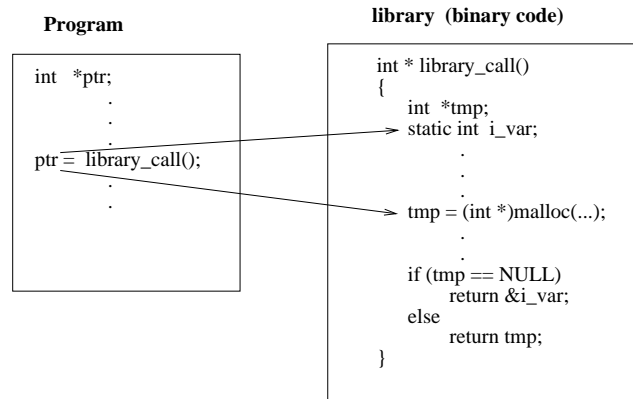 Program
int *ptr;
.
.
.
ptr = library_call();
.
.
library (binary code)
int * library_call()
{
int *tmp;
static int i_var;
.
.
.
tmp = (int *)malloc(...);
.
.
if (tmp == NULL)
return &i_var;
else
return tmp;
}